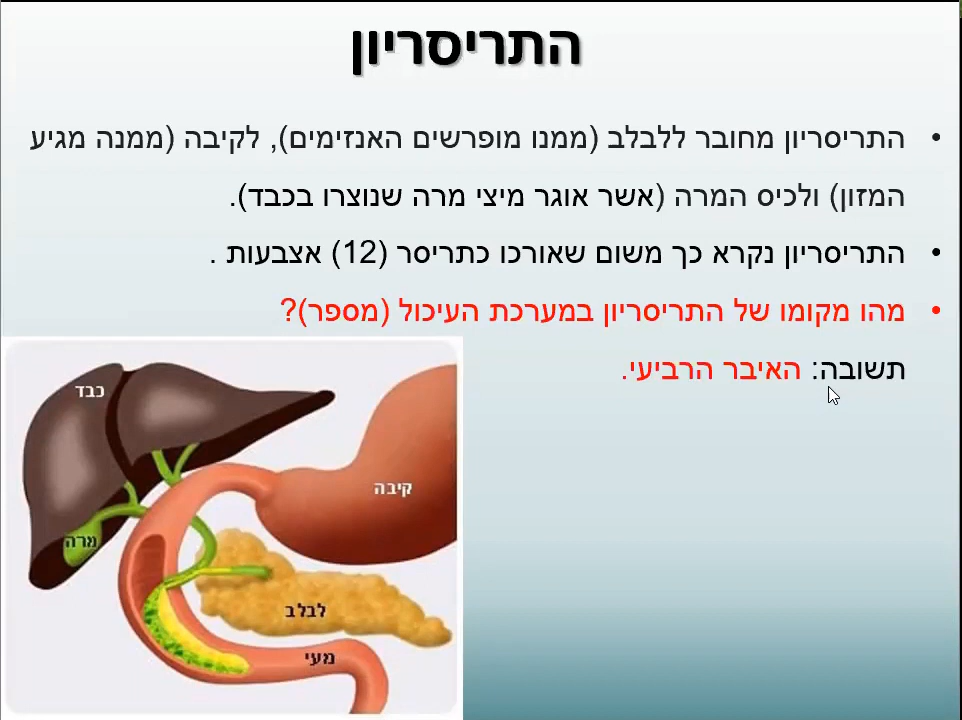 התריסריון
• התריסריון מחובר ללבלב (ממנו מופרשים האנזימים), לקיבה (ממנה מגיע
המזון) ולכיס המרה (אשר אוגר מיצי מרה שנוצרו בכבד).
• התריסריון נקרא כך משום שאורכו כתריסר (12) אצבעות .
• מהו מקומו של התריסריון במערכת העיכול (מספר)?
תשובה: האיבר הרביעי.
כבד
קיבה
מרה
לבלב
מעי